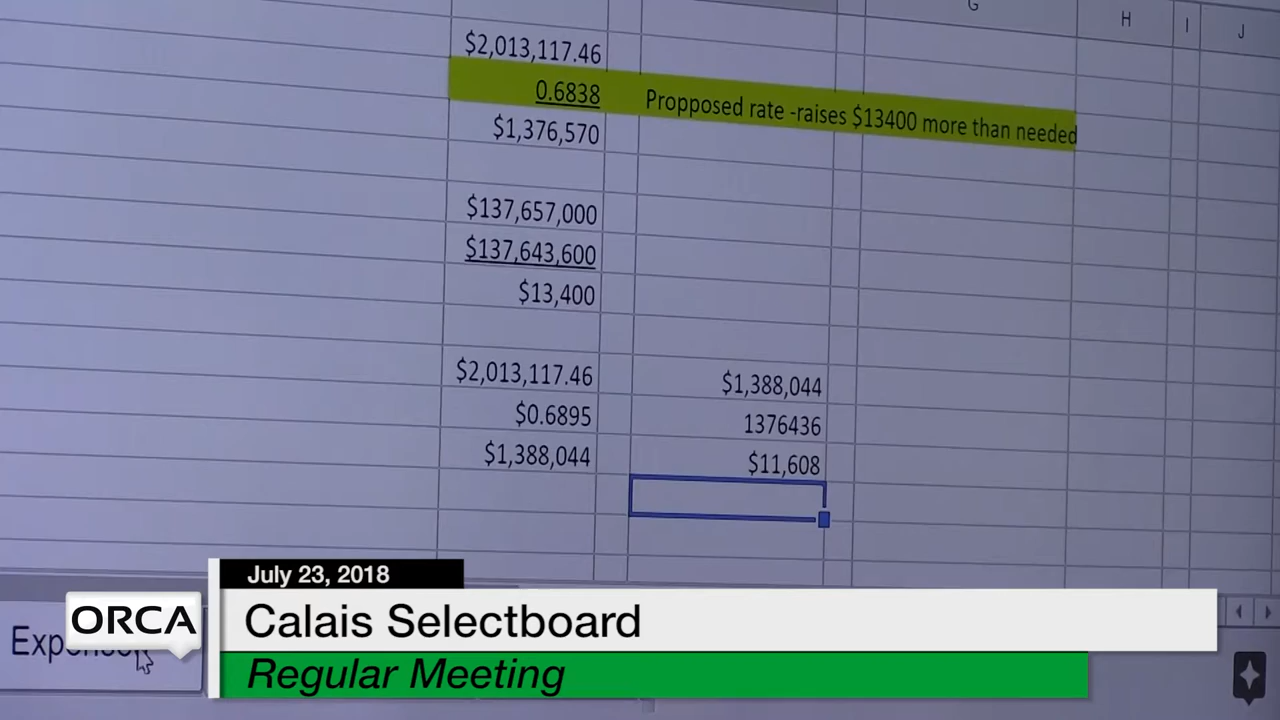 G H I J
$2,013,117.46
0.6838 Propposed rate -raises $13400 more than needed
$1,376,570
$137,657,000
$137,643,600
$13,400
$2,013,117.46 $1,388,044
$0.6895 1376436
$1,388,044 $11,608
July 23, 2018
ORCA
Calais Selectboard
Regular Meeting